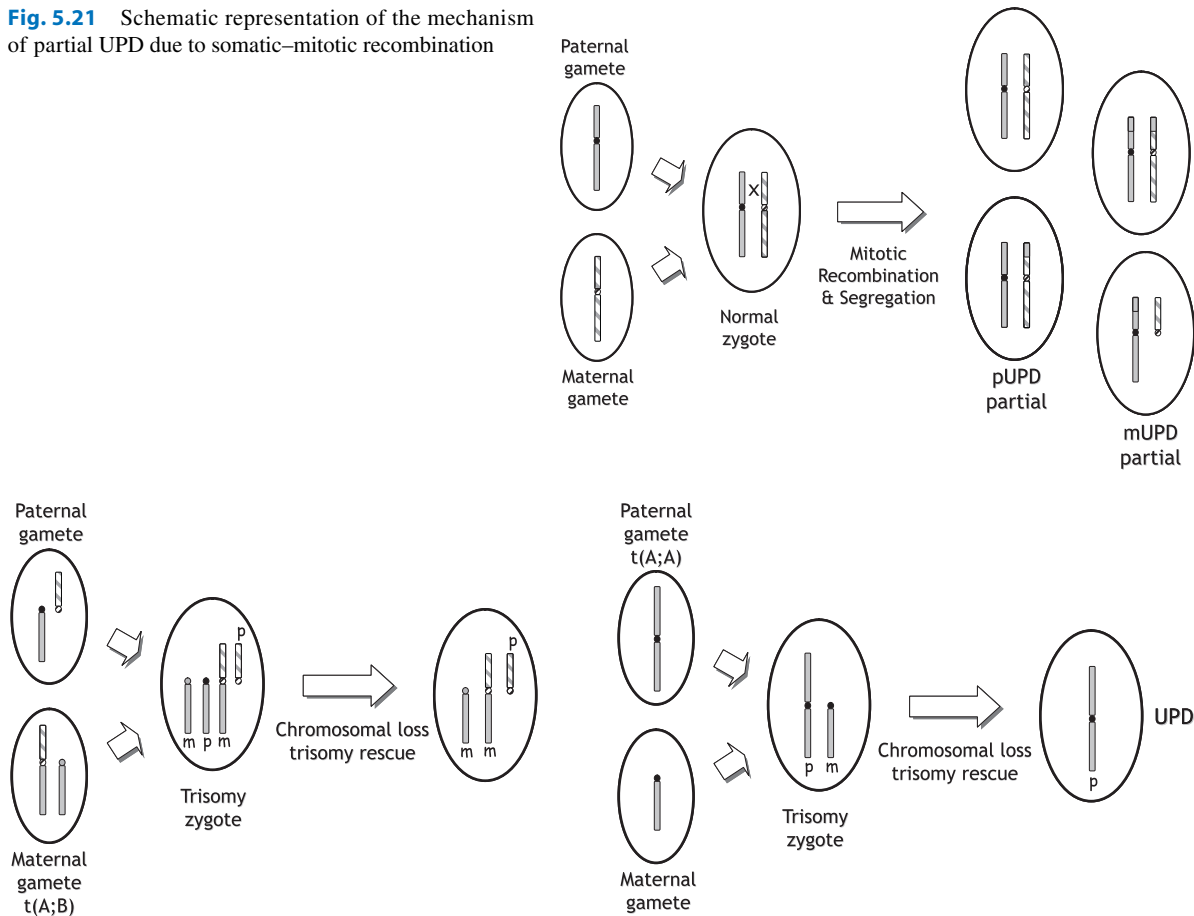 Fig. 5.21 Schematic representation of the mechanism
of partial UPD due to somatic–mitotic recombination
Paternal
gamete
Maternal
gamete
X
Normal
zygote
Mitotic
Recombination
& Segregation
pUPD
partial
mUPD
partial
Paternal
gamete
Maternal
gamete
t(A;B)
p
m p m
Trisomy
zygote
Chromosomal loss
trisomy rescue
p
m m
Paternal
gamete
t(A;A)
Maternal
gamete
p m
Trisomy
zygote
Chromosomal loss
trisomy rescue
p
UPD